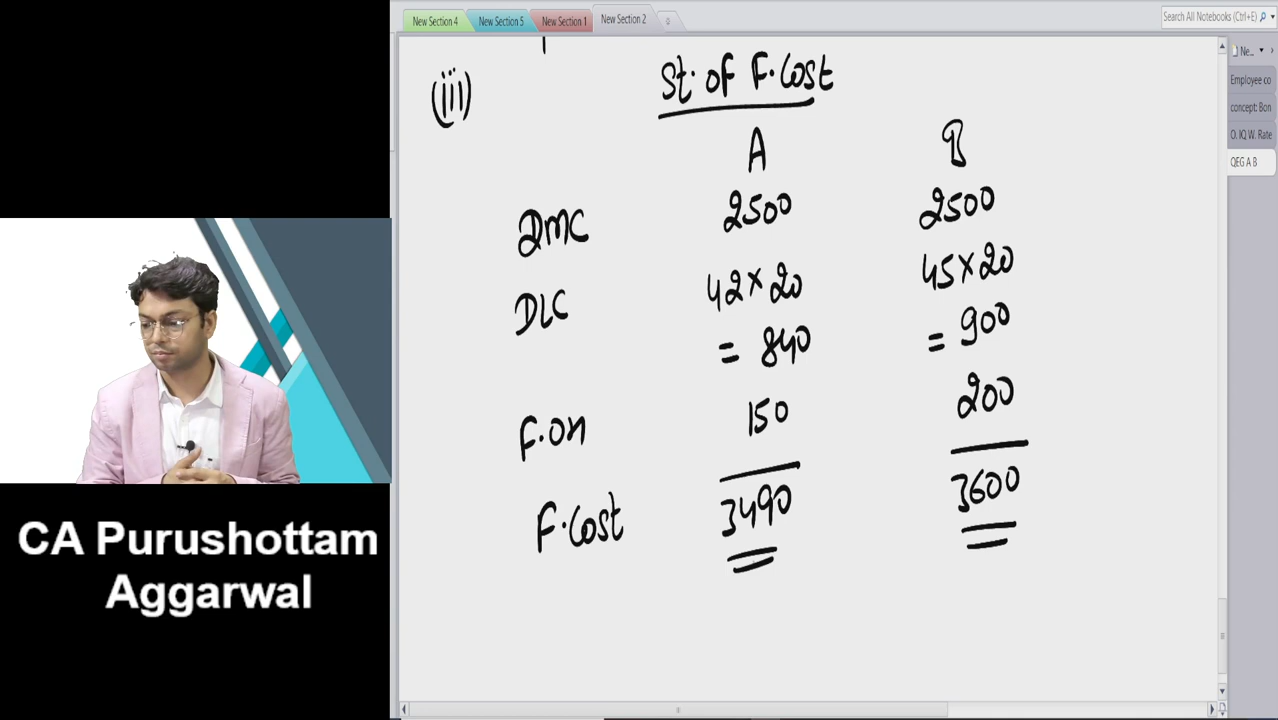 New Section 4 New Section 5 New Section 1 New Section 2
Search All Notebooks (Ctrl+E)
Ne...
Employee co
concept: Bon
O. IQ W. Rate
QEG A B
(iii) St. of F. Cost
A B
DMC 2500 2500
DLC 42 × 20 45 × 20
= 840 = 900
F. OH 150 200
F. Cost 3490 3600
CA Purushottam
Aggarwal